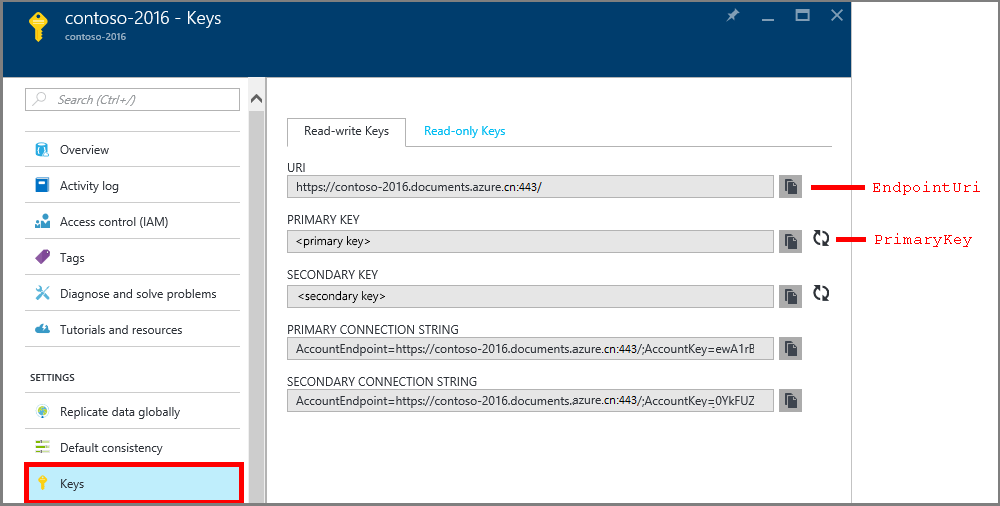 contoso-2016 - Keys
contoso-2016
Search (Ctrl+/)
Overview
Activity log
Access control (IAM)
Tags
Diagnose and solve problems
Tutorials and resources
SETTINGS
Replicate data globally
Default consistency
Keys
Read-write Keys
Read-only Keys
URI
https://contoso-2016.documents.azure.cn:443/
EndpointUri
PRIMARY KEY
<primary key>
PrimaryKey
SECONDARY KEY
<secondary key>
PRIMARY CONNECTION STRING
AccountEndpoint=https://contoso-2016.documents.azure.cn:443/;AccountKey=ewA1rB
SECONDARY CONNECTION STRING
AccountEndpoint=https://contoso-2016.documents.azure.cn:443/;AccountKey=0YkFUZ